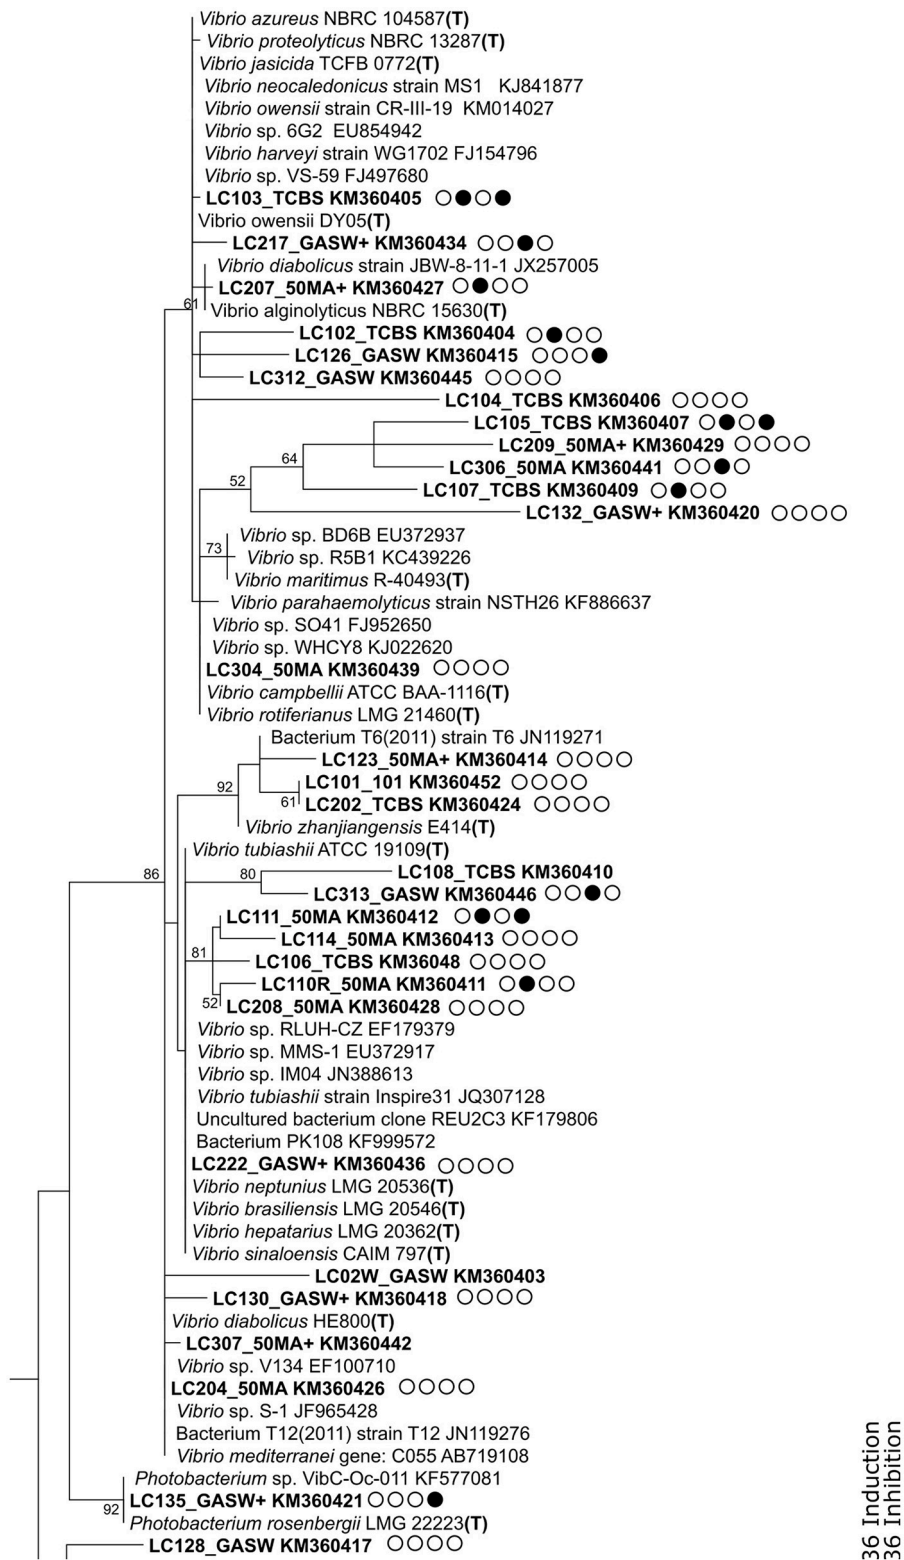 Vibrio azureus NBRC 104587(T)
Vibrio proteolyticus NBRC 13287(T)
Vibrio jasicida TCFB 0772(T)
Vibrio neocaledonicus strain MS1 KJ841877
Vibrio owensii strain CR-III-19 KM014027
Vibrio sp. 6G2 EU854942
Vibrio harveyi strain WG1702 FJ154796
Vibrio sp. VS-59 FJ497680
LC103_TCBS KM360405
Vibrio owensii DY05(T)
LC217_GASW+ KM360434
Vibrio diabolicus strain JBW-8-11-1 JX257005
LC207_50MA+ KM360427
61
Vibrio alginolyticus NBRC 15630(T)
LC102_TCBS KM360404
LC126_GASW KM360415
LC312_GASW KM360445
LC104_TCBS KM360406
LC105_TCBS KM360407
LC209_50MA+ KM360429
64
LC306_50MA KM360441
52
LC107_TCBS KM360409
LC132_GASW+ KM360420
Vibrio sp. BD6B EU372937
73
Vibrio sp. R5B1 KC439226
Vibrio maritimus R-40493(T)
Vibrio parahaemolyticus strain NSTH26 KF886637
Vibrio sp. SO41 FJ952650
Vibrio sp. WHCY8 KJ022620
LC304_50MA KM360439
Vibrio campbellii ATCC BAA-1116(T)
Vibrio rotiferianus LMG 21460(T)
Bacterium T6(2011) strain T6 JN119271
LC123_50MA+ KM360414
92
LC101_101 KM360452
61
LC202_TCBS KM360424
Vibrio zhanjiangensis E414(T)
Vibrio tubiashii ATCC 19109(T)
86
80
LC108_TCBS KM360410
LC313_GASW KM360446
LC111_50MA KM360412
LC114_50MA KM360413
81
LC106_TCBS KM36048
LC110R_50MA KM360411
52
LC208_50MA KM360428
Vibrio sp. RLUH-CZ EF179379
Vibrio sp. MMS-1 EU372917
Vibrio sp. IM04 JN388613
Vibrio tubiashii strain Inspire31 JQ307128
Uncultured bacterium clone REU2C3 KF179806
Bacterium PK108 KF999572
LC222_GASW+ KM360436
Vibrio neptunius LMG 20536(T)
Vibrio brasiliensis LMG 20546(T)
Vibrio hepatarius LMG 20362(T)
Vibrio sinaloensis CAIM 797(T)
LC02W_GASW KM360403
LC130_GASW+ KM360418
Vibrio diabolicus HE800(T)
LC307_50MA+ KM360442
Vibrio sp. V134 EF100710
LC204_50MA KM360426
Vibrio sp. S-1 JF965428
Bacterium T12(2011) strain T12 JN119276
Vibrio mediterranei gene: C055 AB719108
Photobacterium sp. VibC-Oc-011 KF577081
LC135_GASW+ KM360421
92
Photobacterium rosenbergii LMG 22223(T)
LC128_GASW KM360417
36 Induction
36 Inhibition